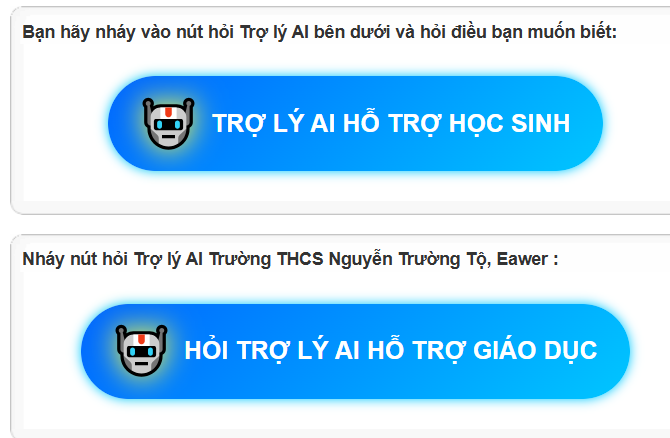 Bạn hãy nháy vào nút hỏi Trợ lý AI bên dưới và hỏi điều bạn muốn biết:
TRỢ LÝ AI HỖ TRỢ HỌC SINH
Nháy nút hỏi Trợ lý AI Trường THCS Nguyễn Trường Tộ, Eawer :
HỎI TRỢ LÝ AI HỖ TRỢ GIÁO DỤC